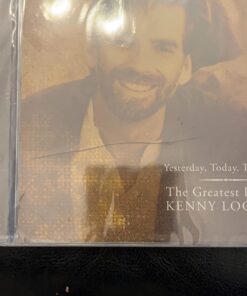 Yesterday, Today, T
The Greatest
KENNY LOG